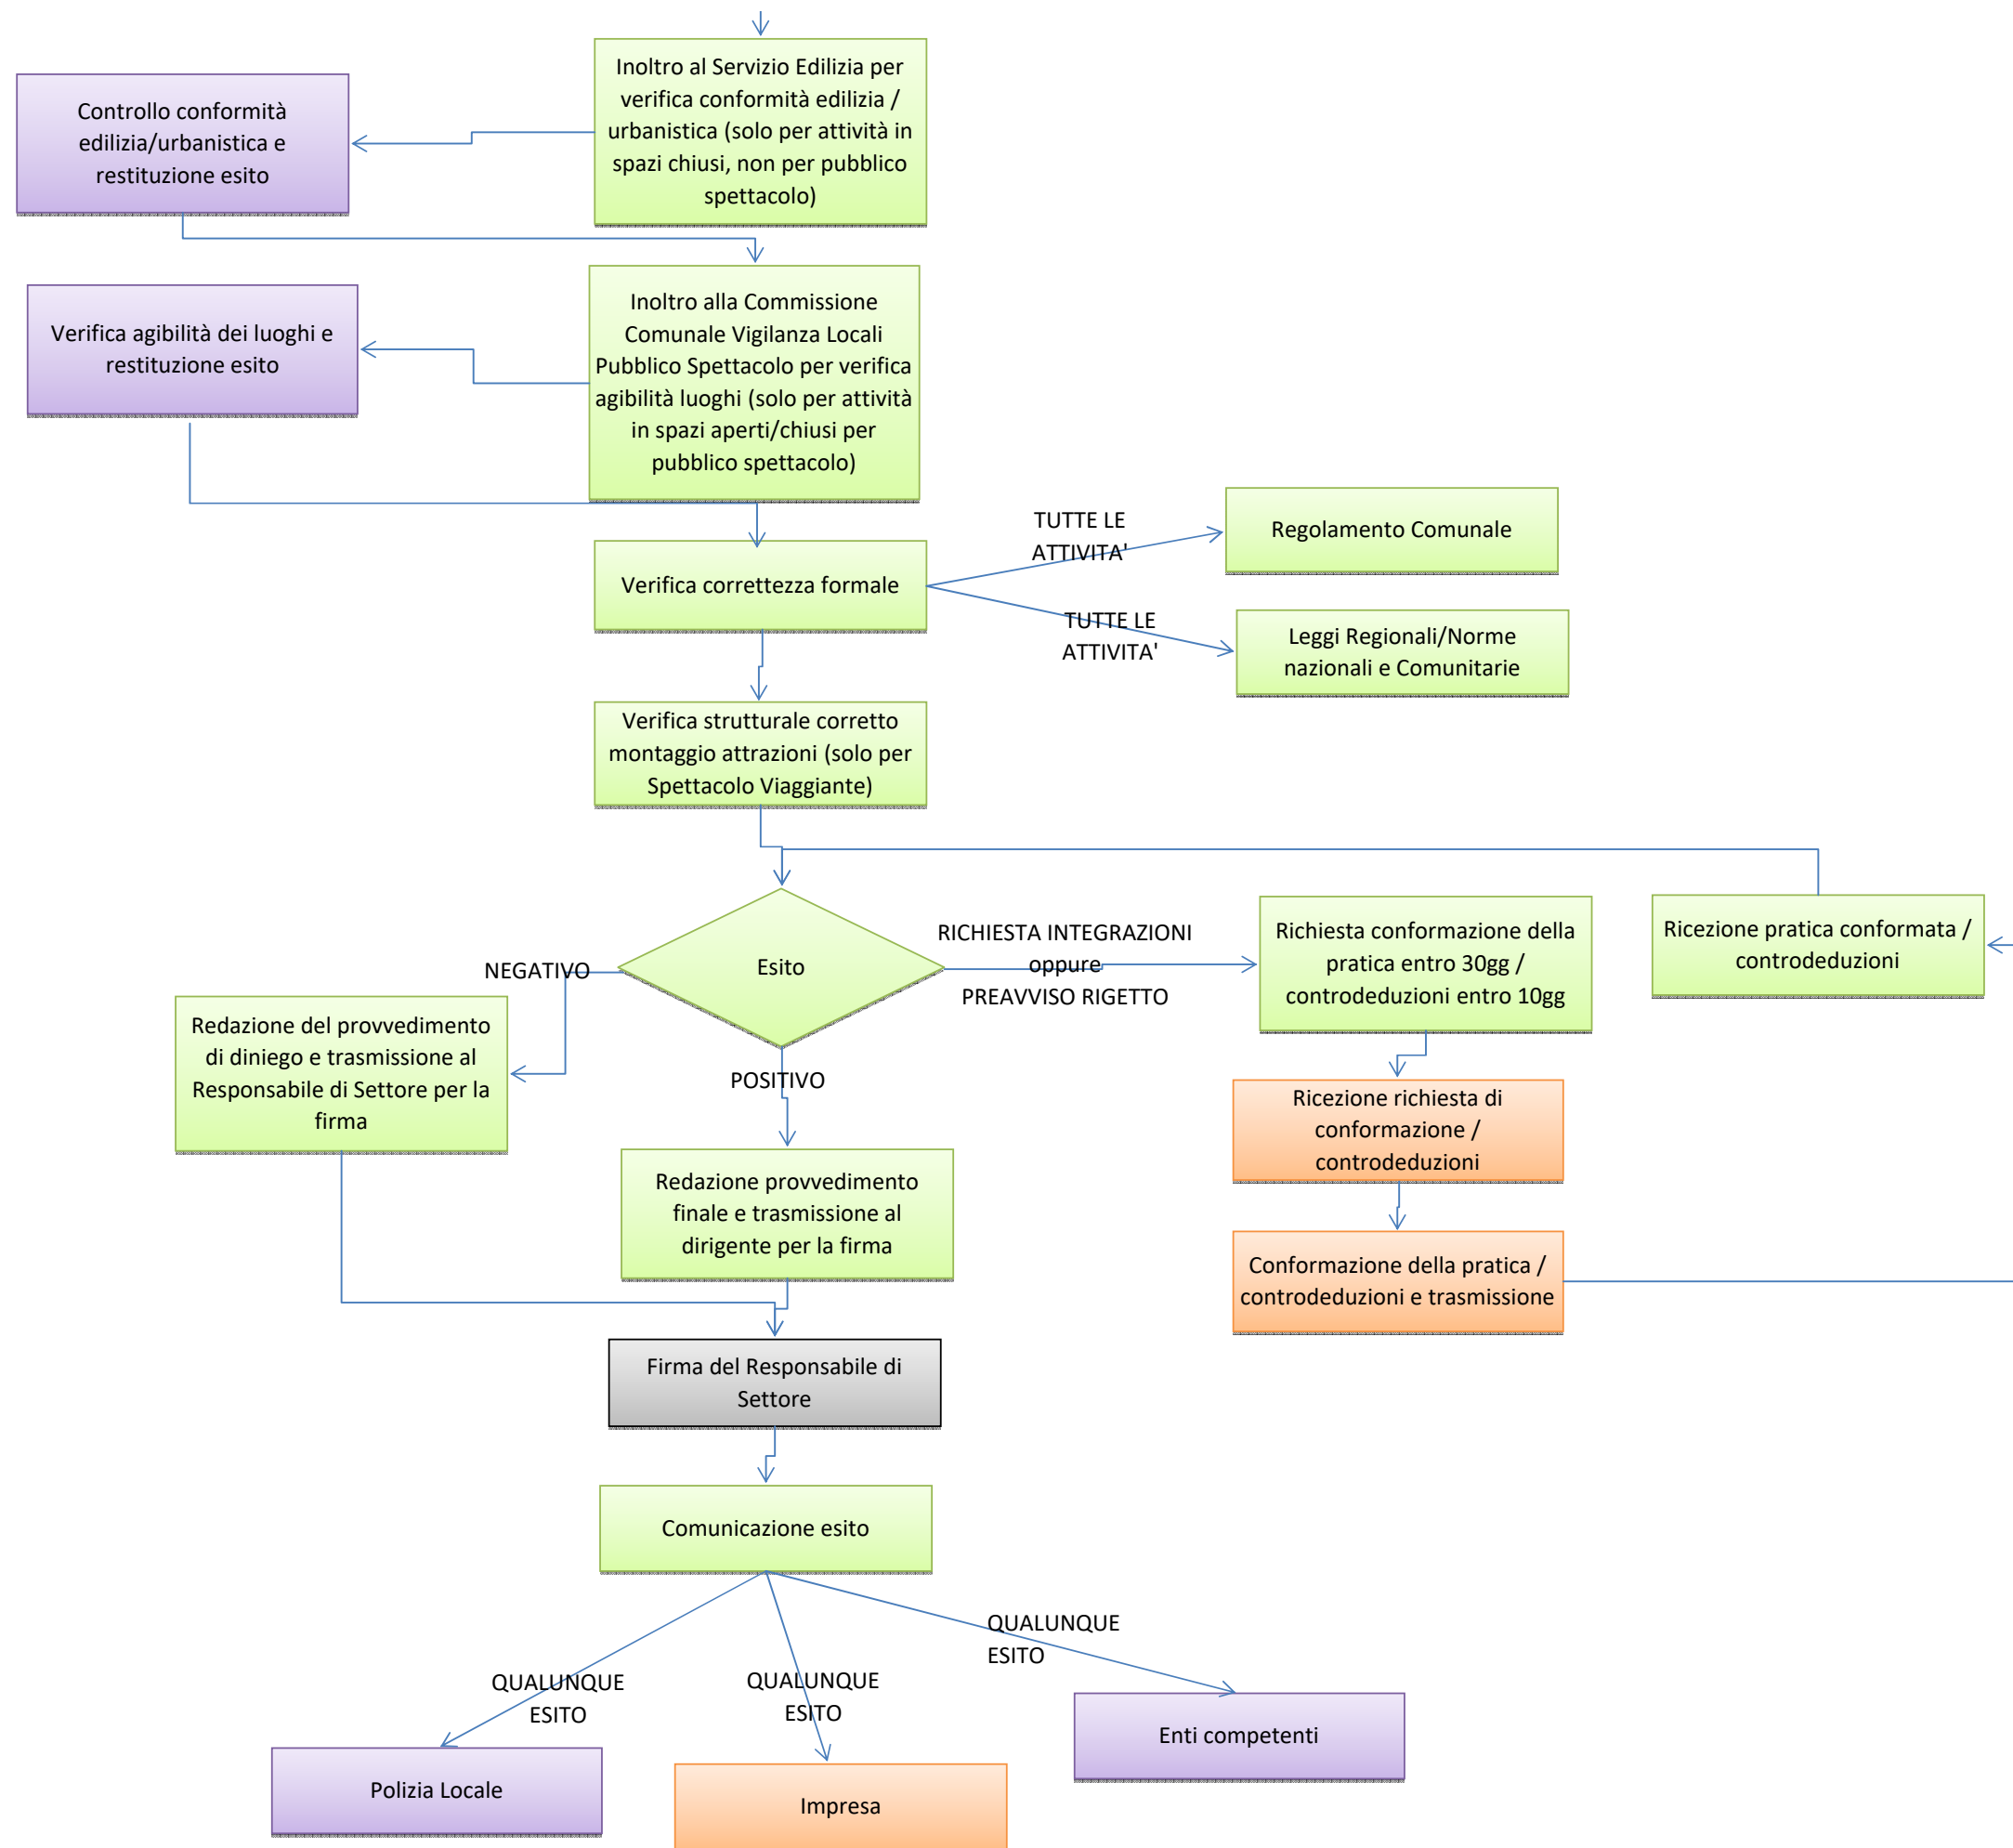 Inoltro al Servizio Edilizia per
verifica conformità edilizia /
urbanistica (solo per attività in
spazi chiusi, non per pubblico
spettacolo)
Controllo conformità
edilizia/urbanistica e
restituzione esito
Inoltro alla Commissione
Comunale Vigilanza Locali
Pubblico Spettacolo per verifica
agibilità luoghi (solo per attività
in spazi aperti/chiusi per
pubblico spettacolo)
Verifica agibilità dei luoghi e
restituzione esito
TUTTE LE
ATTIVITA'
Regolamento Comunale
Verifica correttezza formale
TUTTE LE
ATTIVITA'
Leggi Regionali/Norme
nazionali e Comunitarie
Verifica strutturale corretto
montaggio attrazioni (solo per
Spettacolo Viaggiante)
Esito
RICHIESTA INTEGRAZIONI
oppure
PREAVVISO RIGETTO
Richiesta conformazione della
pratica entro 30gg /
controdeduzioni entro 10gg
Ricezione pratica conformata /
controdeduzioni
NEGATIVO
Redazione del provvedimento
di diniego e trasmissione al
Responsabile di Settore per la
firma
POSITIVO
Ricezione richiesta di
conformazione /
controdeduzioni
Redazione provvedimento
finale e trasmissione al
dirigente per la firma
Conformazione della pratica /
controdeduzioni e trasmissione
Firma del Responsabile di
Settore
Comunicazione esito
QUALUNQUE
ESITO
QUALUNQUE
ESITO
QUALUNQUE
ESITO
Polizia Locale
Impresa
Enti competenti